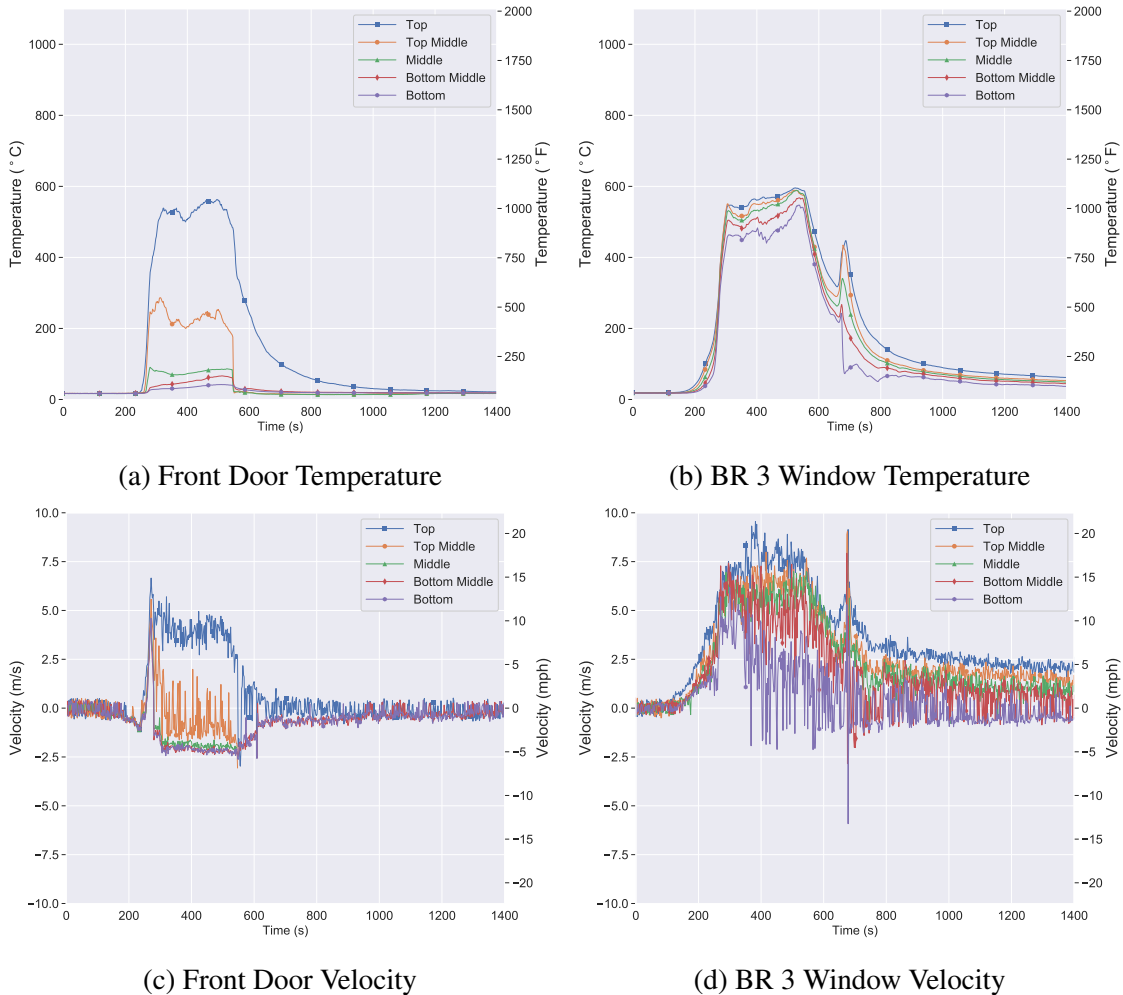 Top
Top Middle
Middle
Bottom Middle
Bottom
0 200 400 600 800 1000 1200 1400
Time (s)
0
200
400
600
800
1000
Temperature ( ° C)
250
500
750
1000
1250
1500
1750
2000
Temperature ( ° F)
(a) Front Door Temperature
Top
Top Middle
Middle
Bottom Middle
Bottom
0 200 400 600 800 1000 1200 1400
Time (s)
0
200
400
600
800
1000
Temperature ( ° C)
250
500
750
1000
1250
1500
1750
2000
Temperature ( ° F)
(b) BR 3 Window Temperature
Top
Top Middle
Middle
Bottom Middle
Bottom
0 200 400 600 800 1000 1200 1400
Time (s)
10.0
7.5
5.0
2.5
0.0
−2.5
−5.0
−7.5
−10.0
Velocity (m/s)
20
15
10
5
0
−5
−10
−15
−20
Velocity (mph)
(c) Front Door Velocity
Top
Top Middle
Middle
Bottom Middle
Bottom
0 200 400 600 800 1000 1200 1400
Time (s)
10.0
7.5
5.0
2.5
0.0
−2.5
−5.0
−7.5
−10.0
Velocity (m/s)
20
15
10
5
0
−5
−10
−15
−20
Velocity (mph)
(d) BR 3 Window Velocity